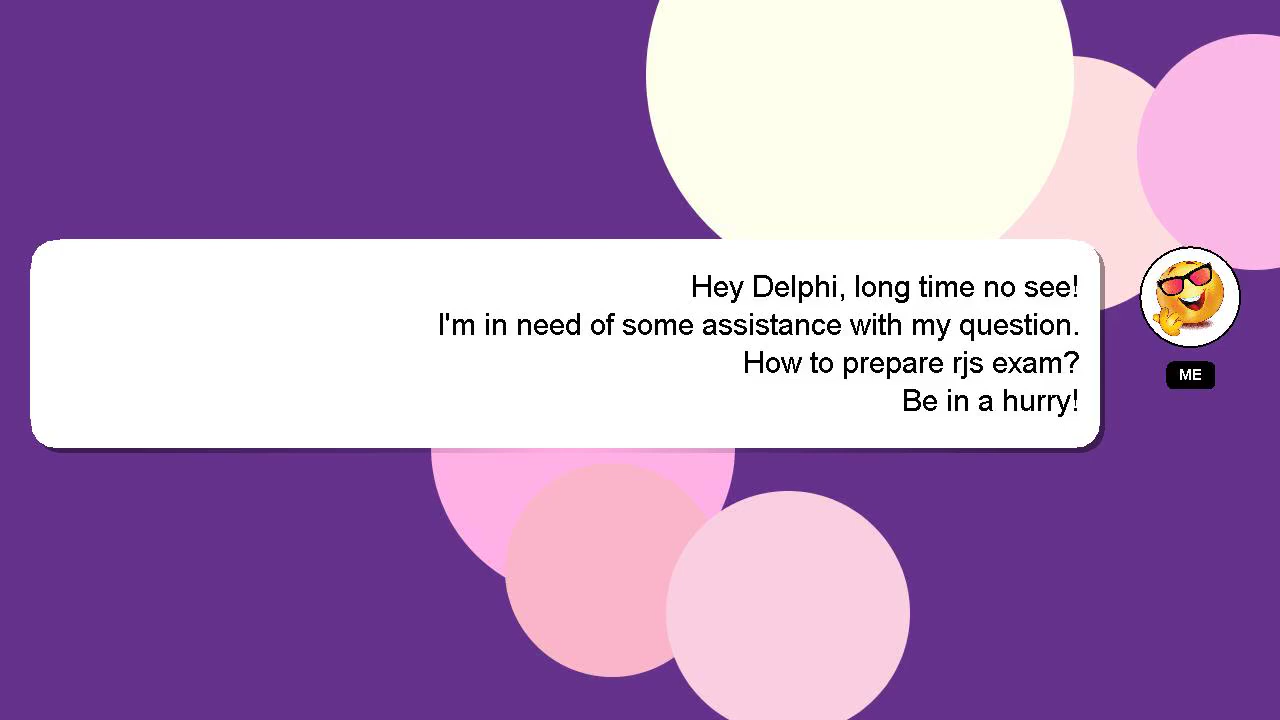 Hey Delphi, long time no see!
I'm in need of some assistance with my question.
How to prepare rjs exam?
Be in a hurry!
ME